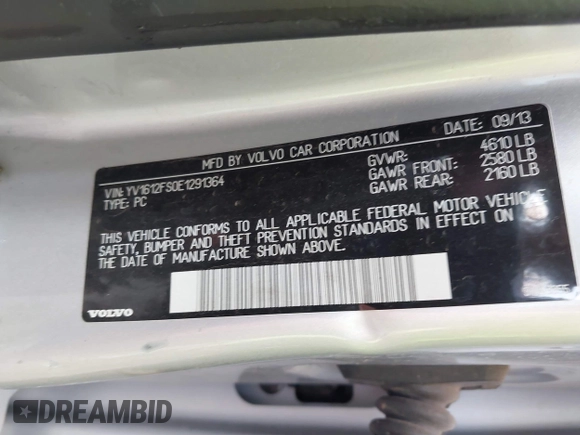 MFD BY VOLVO CAR CORPORATION DATE: 09/13
VIN: YV1612FS0E1291364 GVWR: 4610 LB
TYPE: PC GAWR FRONT: 2580 LB
GAWR REAR: 2160 LB
THIS VEHICLE CONFORMS TO ALL APPLICABLE FEDERAL MOTOR VEHICLE
SAFETY, BUMPER AND THEFT PREVENTION STANDARDS IN EFFECT ON
THE DATE OF MANUFACTURE SHOWN ABOVE.
VOLVO
DREAMBID